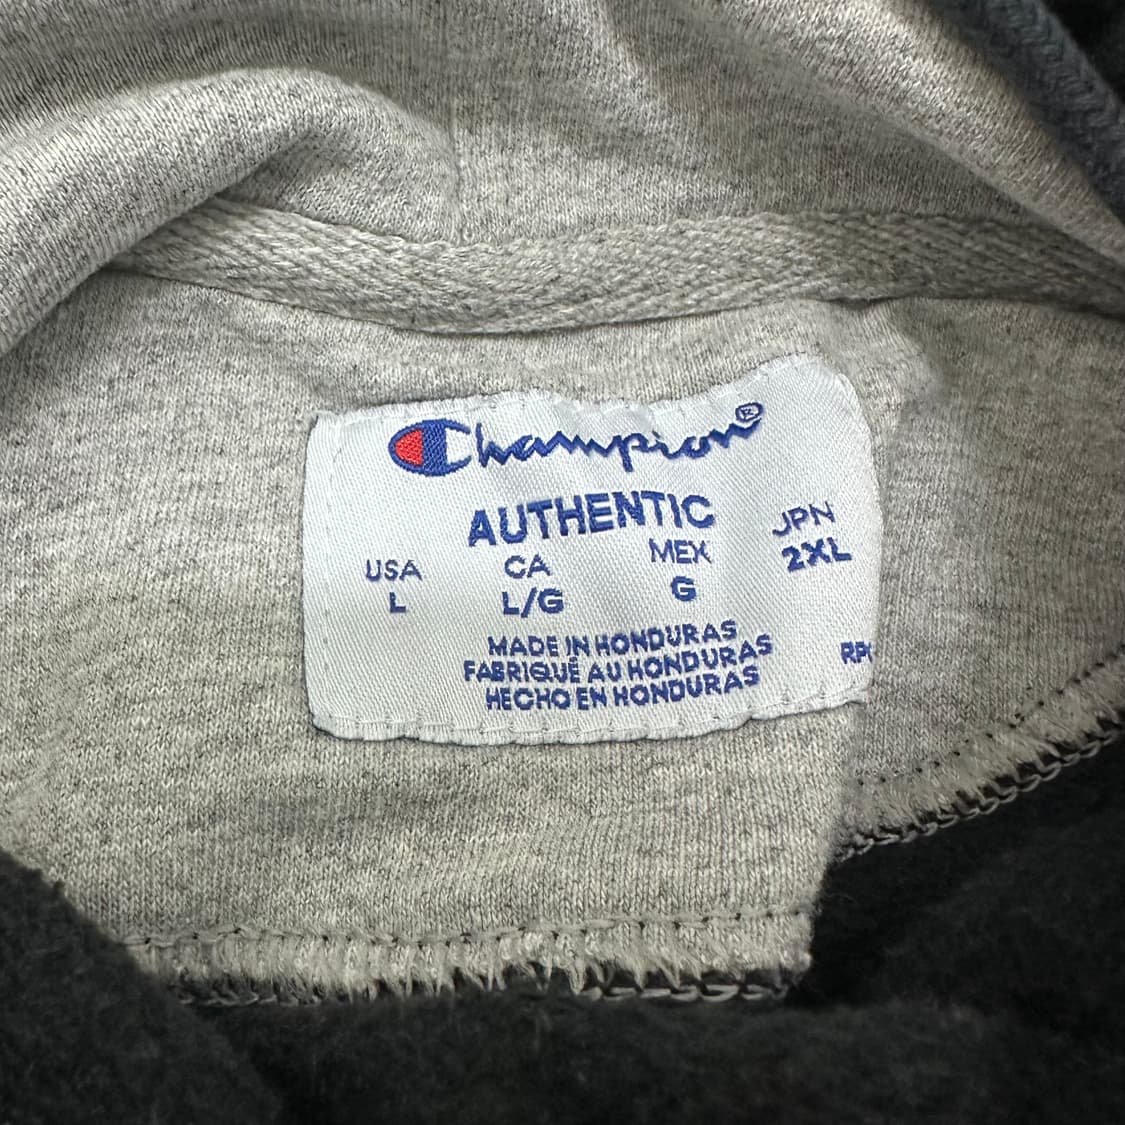 Champion®
AUTHENTIC
USA CA MEX JPN
L L/G G 2XL
MADE IN HONDURAS
FABRIQUÉ AU HONDURAS
HECHO EN HONDURAS